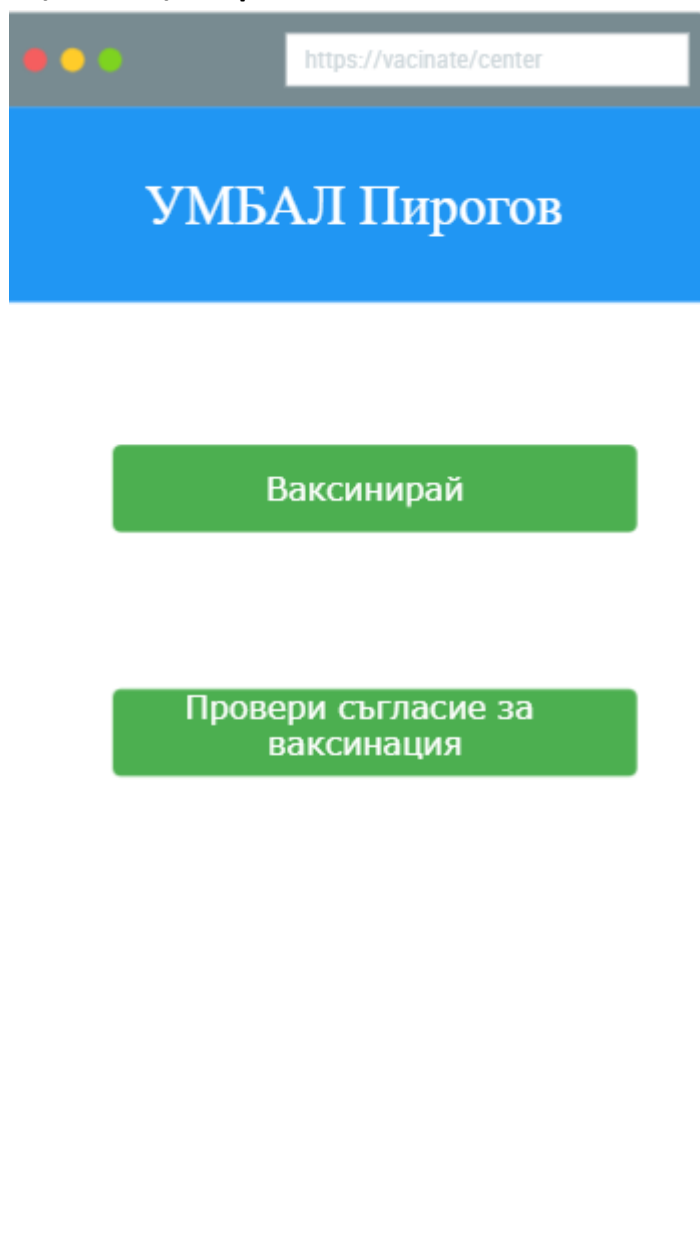 https://vacinate/center
УМБАЛ Пирогов
Ваксинирай
Провери съгласие за
ваксинация